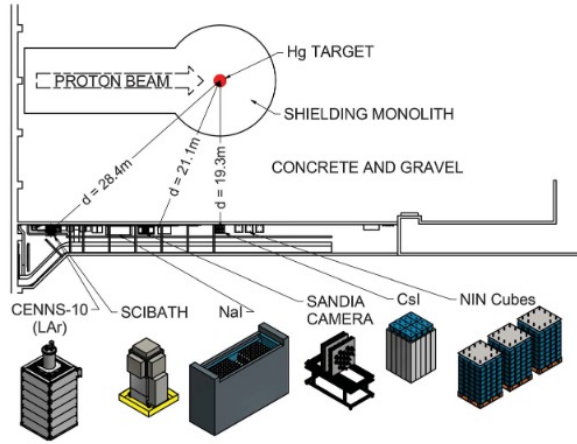 Hg TARGET
PROTON BEAM
SHIELDING MONOLITH
CONCRETE AND GRAVEL
d = 28.4m
d = 21.1m
d = 19.3m
CENNS-10
(LAr)
SCIBATH
NaI
SANDIA
CAMERA
CsI
NIN Cubes